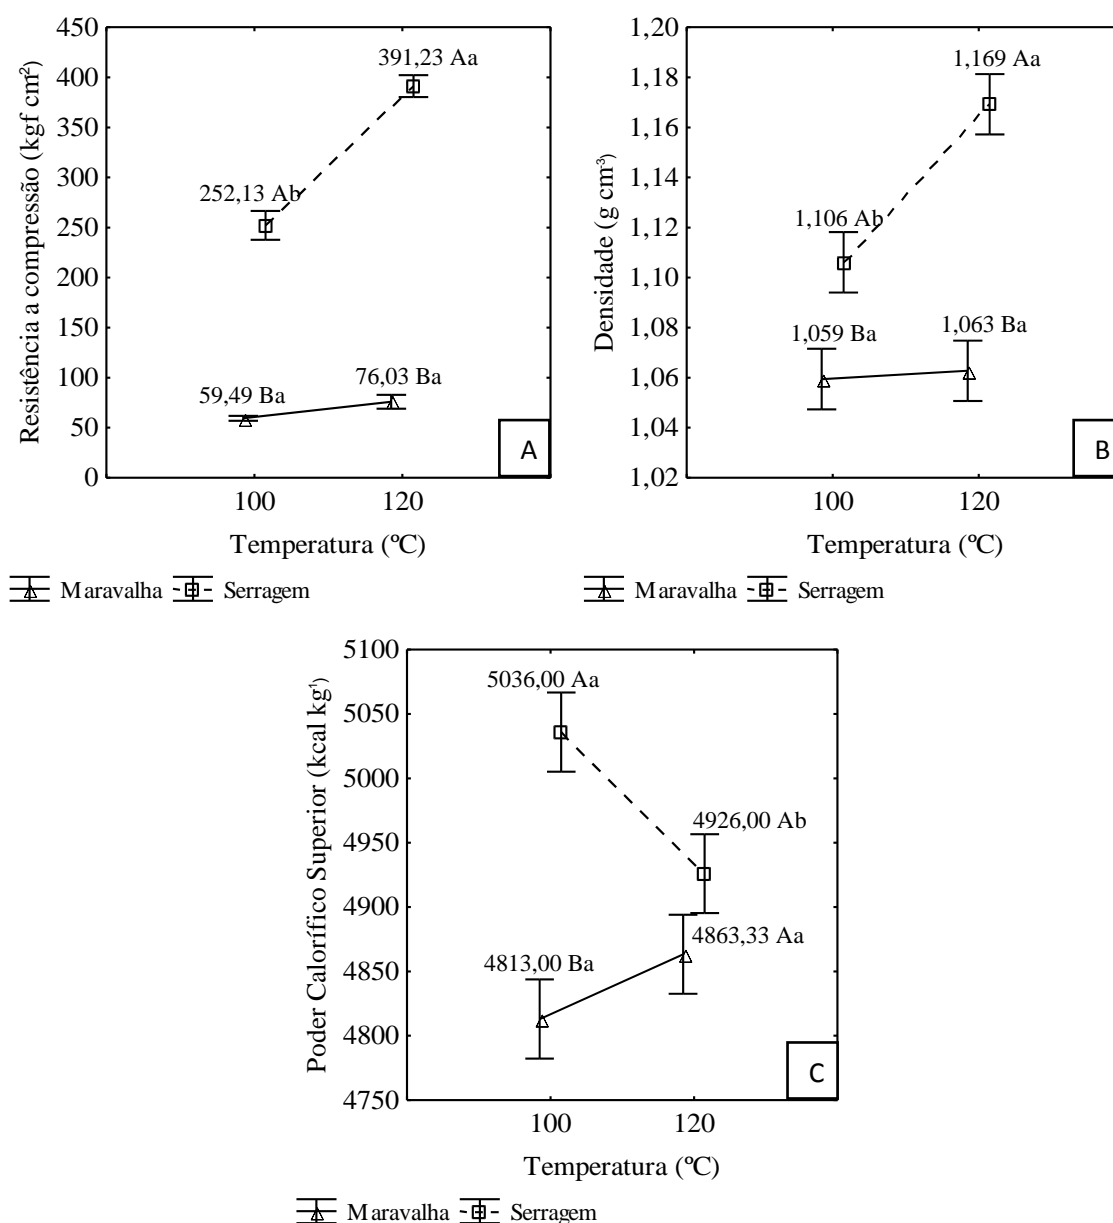 450
400
350
300
250
200
150
100
50
0
Resistência a compressão (kgf cm²)
391,23 Aa
252,13 Ab
59,49 Ba
76,03 Ba
A
100
120
Temperatura (ºC)
Maravalha Serragem
1,20
1,18
1,16
1,14
1,12
1,10
1,08
1,06
1,04
1,02
Densidade (g cm⁻³)
1,169 Aa
1,106 Ab
1,059 Ba
1,063 Ba
B
100
120
Temperatura (ºC)
Maravalha Serragem
5100
5050
5000
4950
4900
4850
4800
4750
Poder Calorífico Superior (kcal kg¹)
5036,00 Aa
4926,00 Ab
4813,00 Ba
4863,33 Aa
C
100
120
Temperatura (ºC)
Maravalha Serragem